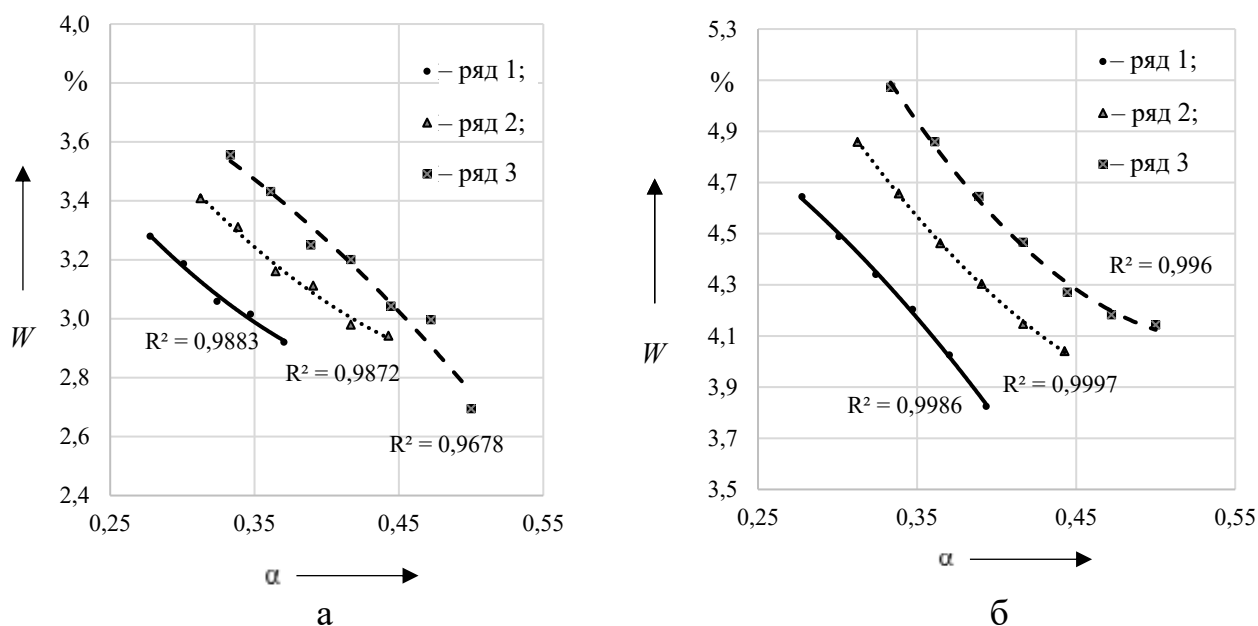 4,0
%
3,6
3,4
3,2
3,0
2,8
2,6
2,4
W
– ряд 1;
– ряд 2;
– ряд 3
R² = 0,9883
R² = 0,9872
R² = 0,9678
0,25 0,35 0,45 0,55
α
а
5,3
%
4,9
4,7
4,5
4,3
4,1
3,9
3,7
3,5
W
– ряд 1;
– ряд 2;
– ряд 3
R² = 0,996
R² = 0,9997
R² = 0,9986
0,25 0,35 0,45 0,55
α
б